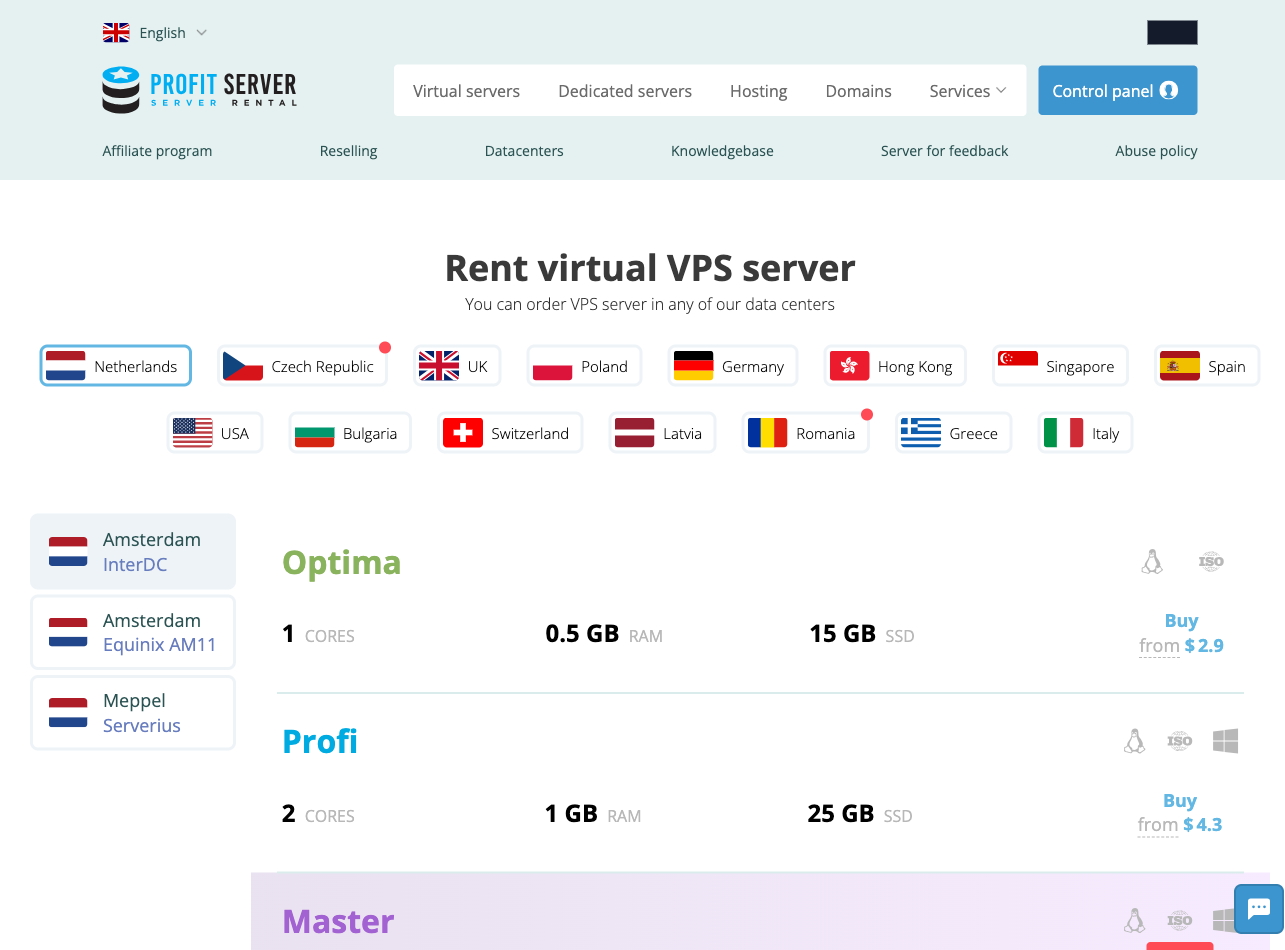 English
PROFIT SERVER
SERVER RENTAL
Virtual servers
Dedicated servers
Hosting
Domains
Services
Control panel
Affiliate program
Reselling
Datacenters
Knowledgebase
Server for feedback
Abuse policy
Rent virtual VPS server
You can order VPS server in any of our data centers
Netherlands
Czech Republic
UK
Poland
Germany
Hong Kong
Singapore
Spain
USA
Bulgaria
Switzerland
Latvia
Romania
Greece
Italy
Amsterdam
InterDC
Amsterdam
Equinix AM11
Meppel
Serverius
Optima
ISO
1 CORES
0.5 GB RAM
15 GB SSD
Buy
from $ 2.9
Profi
ISO
2 CORES
1 GB RAM
25 GB SSD
Buy
from $ 4.3
Master
ISO